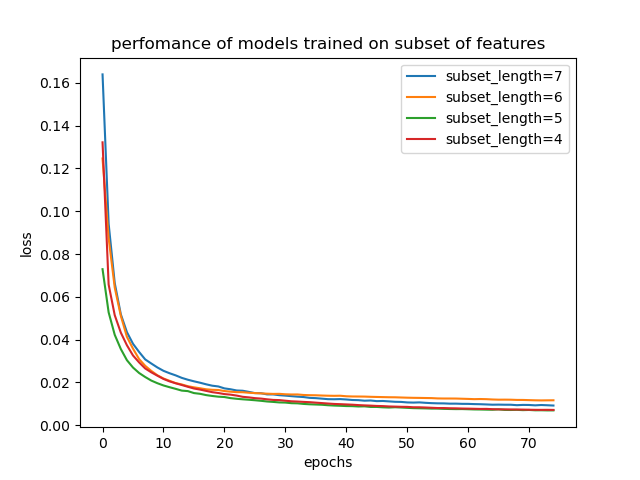 perfomance of models trained on subset of features
subset_length=7
subset_length=6
subset_length=5
subset_length=4
loss
0.16
0.14
0.12
0.10
0.08
0.06
0.04
0.02
0.00
0 10 20 30 40 50 60 70
epochs